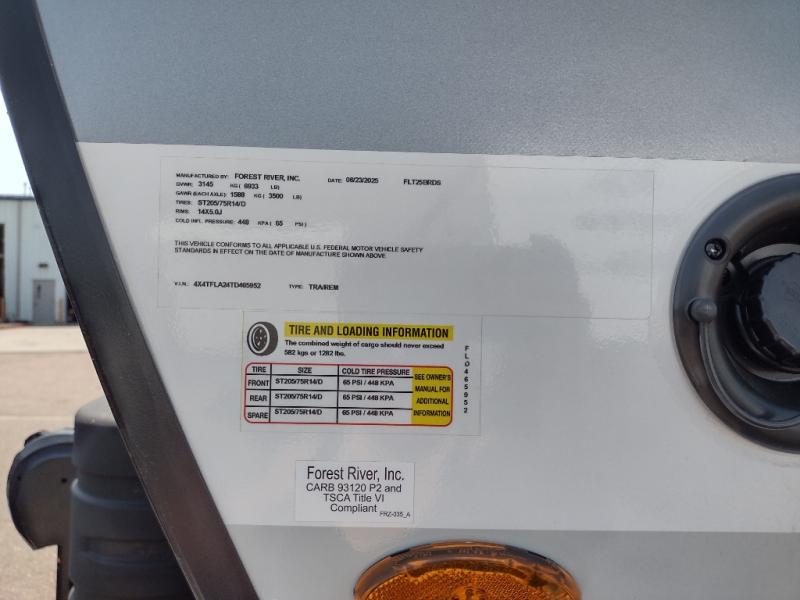 MANUFACTURED BY: FOREST RIVER, INC. DATE: 06/23/2025 FLT25BRDS
GVWR: 3145 KG ( 6933 LB)
GAWR (EACH AXLE): 1588 KG ( 3500 LB)
TIRES: ST205/75R14/D
RIMS: 14X5.0J
COLD INFL. PRESSURE: 448 KPA ( 65 PSI)
THIS VEHICLE CONFORMS TO ALL APPLICABLE U.S. FEDERAL MOTOR VEHICLE SAFETY
STANDARDS IN EFFECT ON THE DATE OF MANUFACTURE SHOWN ABOVE
V.I.N.: 4X4TFLA24TD465952 TYPE: TRA/REM
TIRE AND LOADING INFORMATION
The combined weight of cargo should never exceed
582 kgs or 1282 lbs.
TIRE SIZE COLD TIRE PRESSURE
FRONT ST205/75R14/D 65 PSI / 448 KPA
REAR ST205/75R14/D 65 PSI / 448 KPA
SPARE ST205/75R14/D 65 PSI / 448 KPA
SEE OWNER'S
MANUAL FOR
ADDITIONAL
INFORMATION
FLO465952
Forest River, Inc.
CARB 93120 P2 and
TSCA Title VI
Compliant
FRZ-035_A